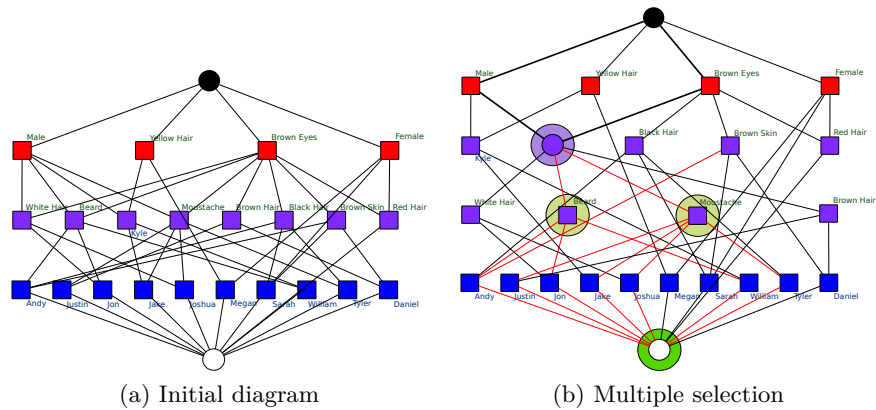 Male Yellow Hair Brown Eyes Female
White Hair Beard Moustache Brown Hair Black Hair Brown Skin Red Hair
Kyle
Andy Justin Jon Jake Joshua Megan Sarah William Tyler Daniel
(a) Initial diagram
Male Yellow Hair Brown Eyes Female
Kyle Black Hair Brown Skin Red Hair
White Hair Beard Moustache Brown Hair
Andy Justin Jon Jake Joshua Megan Sarah William Tyler Daniel
(b) Multiple selection